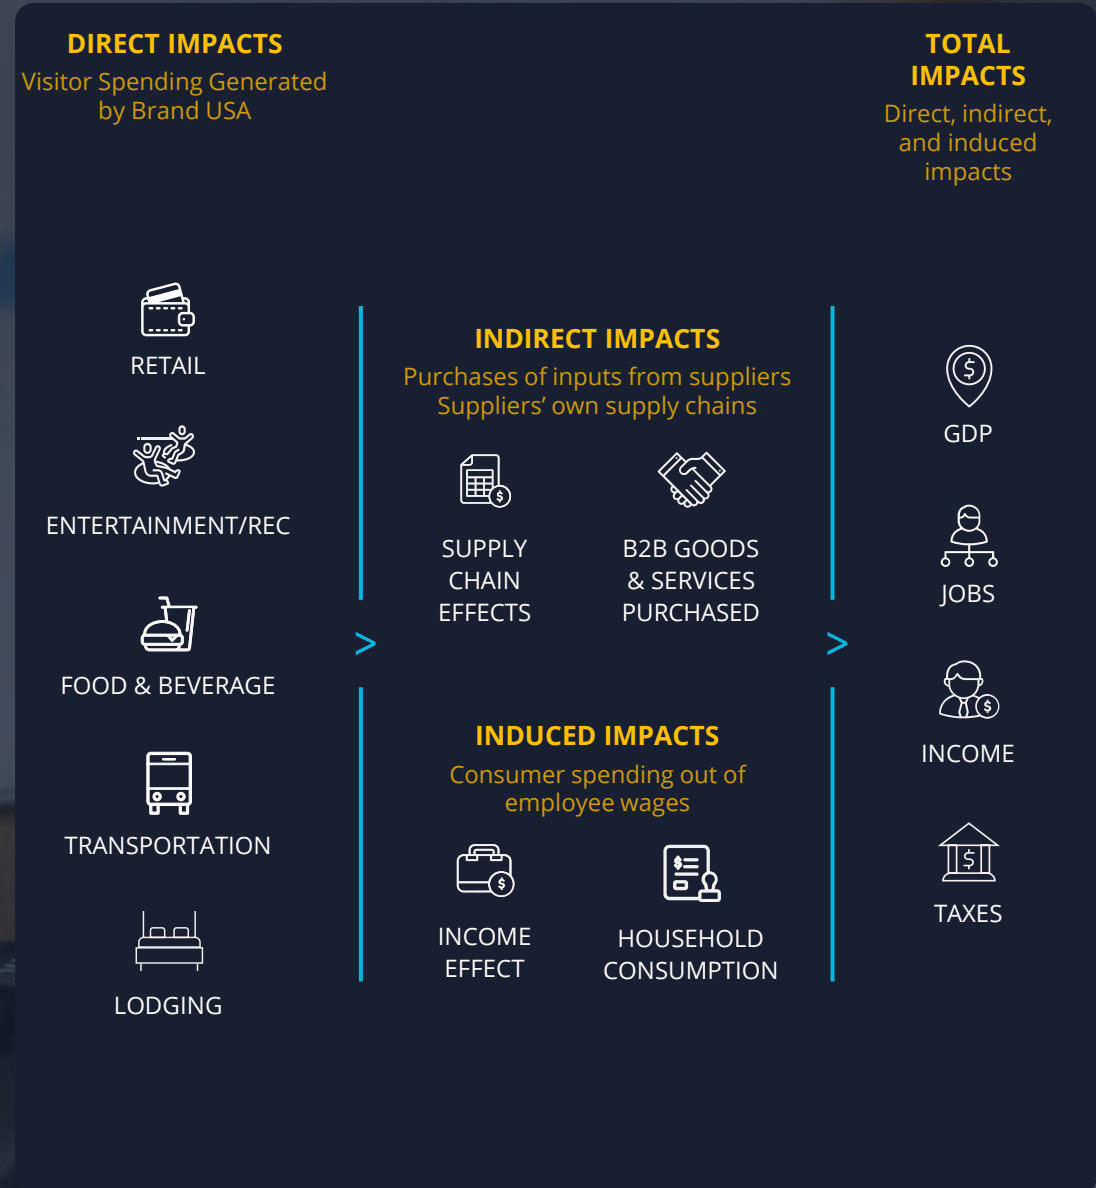 DIRECT IMPACTS
Visitor Spending Generated
by Brand USA
RETAIL
ENTERTAINMENT/REC
FOOD & BEVERAGE
TRANSPORTATION
LODGING
>
INDIRECT IMPACTS
Purchases of inputs from suppliers
Suppliers’ own supply chains
SUPPLY
CHAIN
EFFECTS
B2B GOODS
& SERVICES
PURCHASED
INDUCED IMPACTS
Consumer spending out of
employee wages
INCOME
EFFECT
HOUSEHOLD
CONSUMPTION
>
TOTAL
IMPACTS
Direct, indirect,
and induced
impacts
GDP
JOBS
INCOME
TAXES